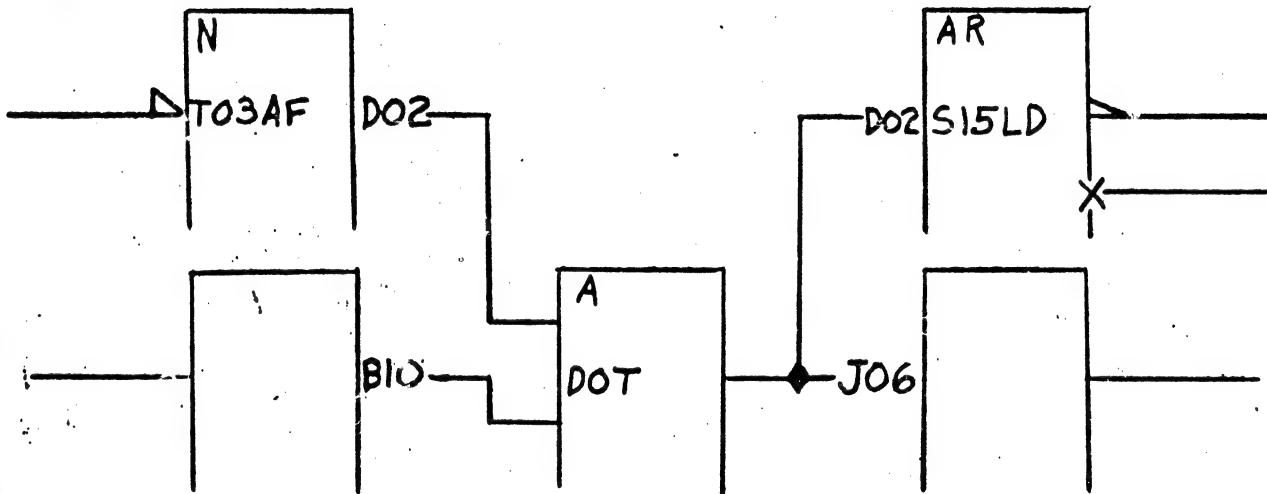 N
AR
T03AF D02
D02 S15LD
A
B10
DOT
J06
X